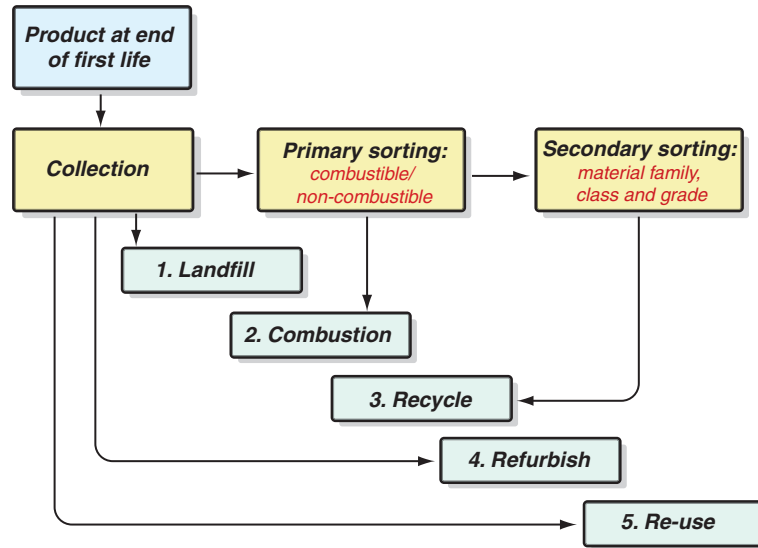 Product at end
of first life
Collection
Primary sorting:
combustible/
non-combustible
Secondary sorting:
material family,
class and grade
1. Landfill
2. Combustion
3. Recycle
4. Refurbish
5. Re-use